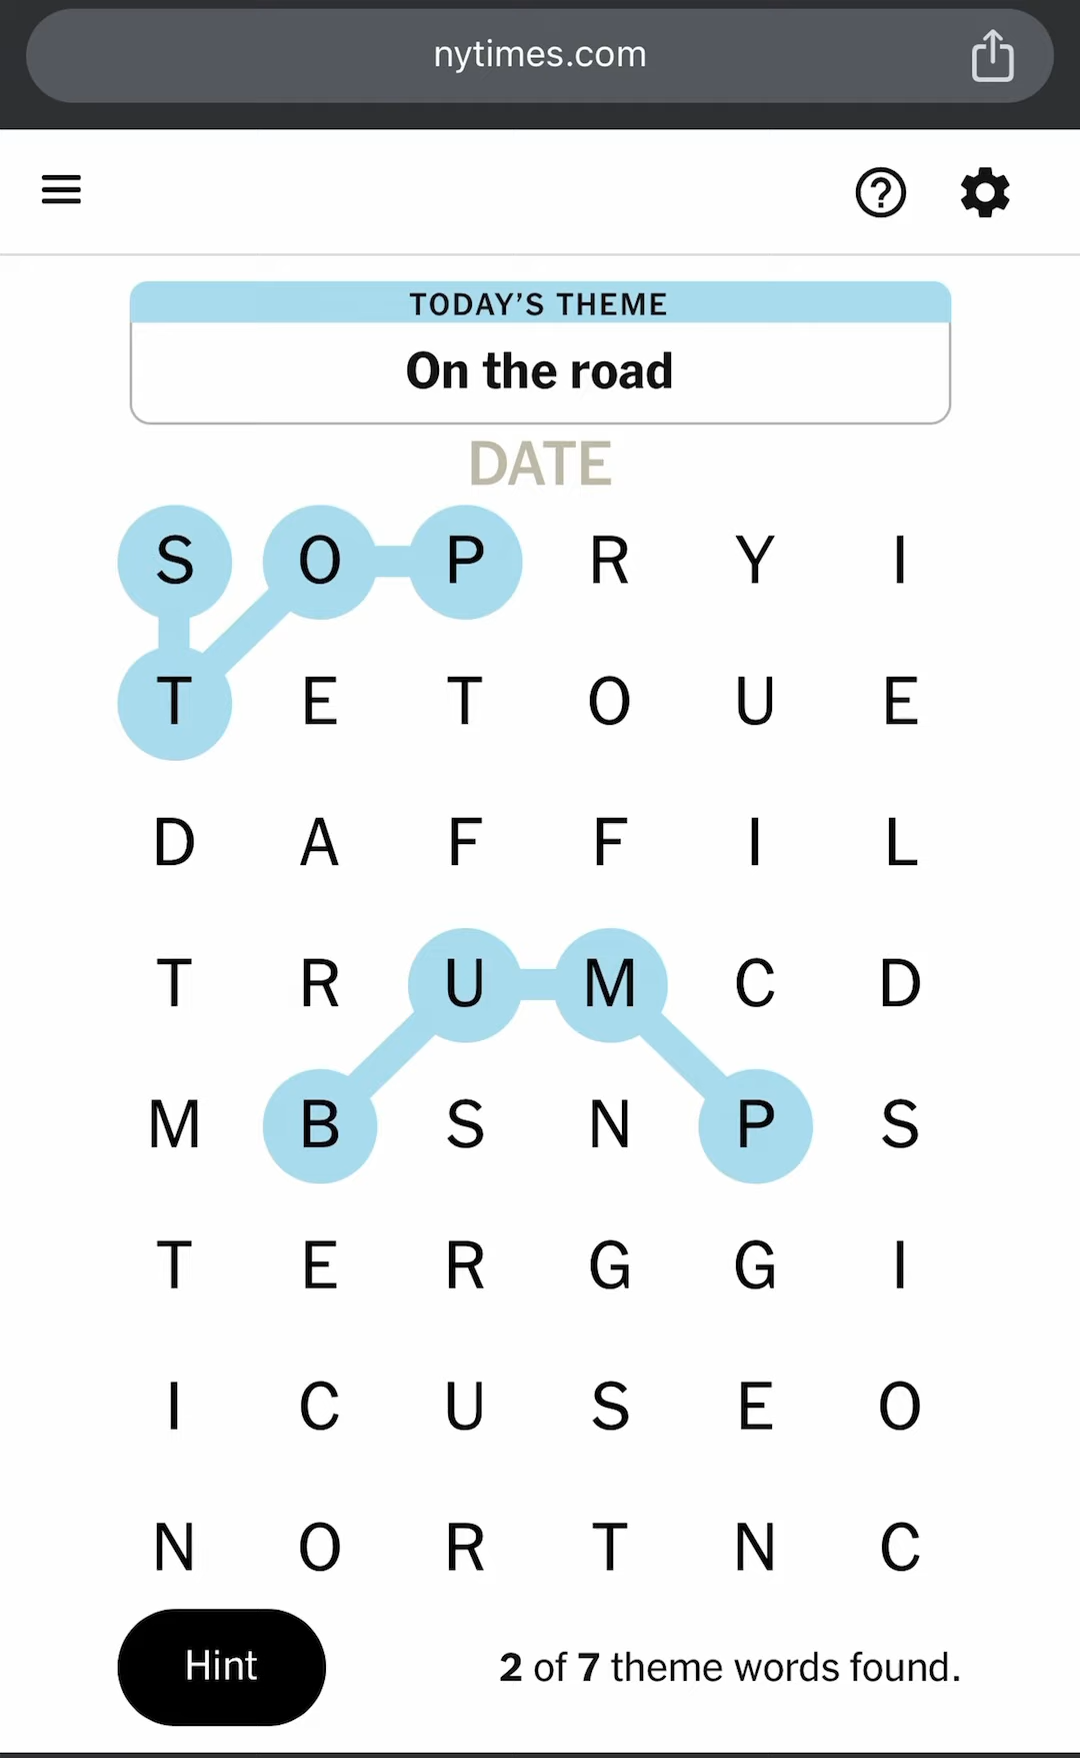 nytimes.com
TODAY'S THEME
On the road
DATE
S O P R Y I
T E T O U E
D A F F I L
T R U M C D
M B S N P S
T E R G G I
I C U S E O
N O R T N C
Hint
2 of 7 theme words found.